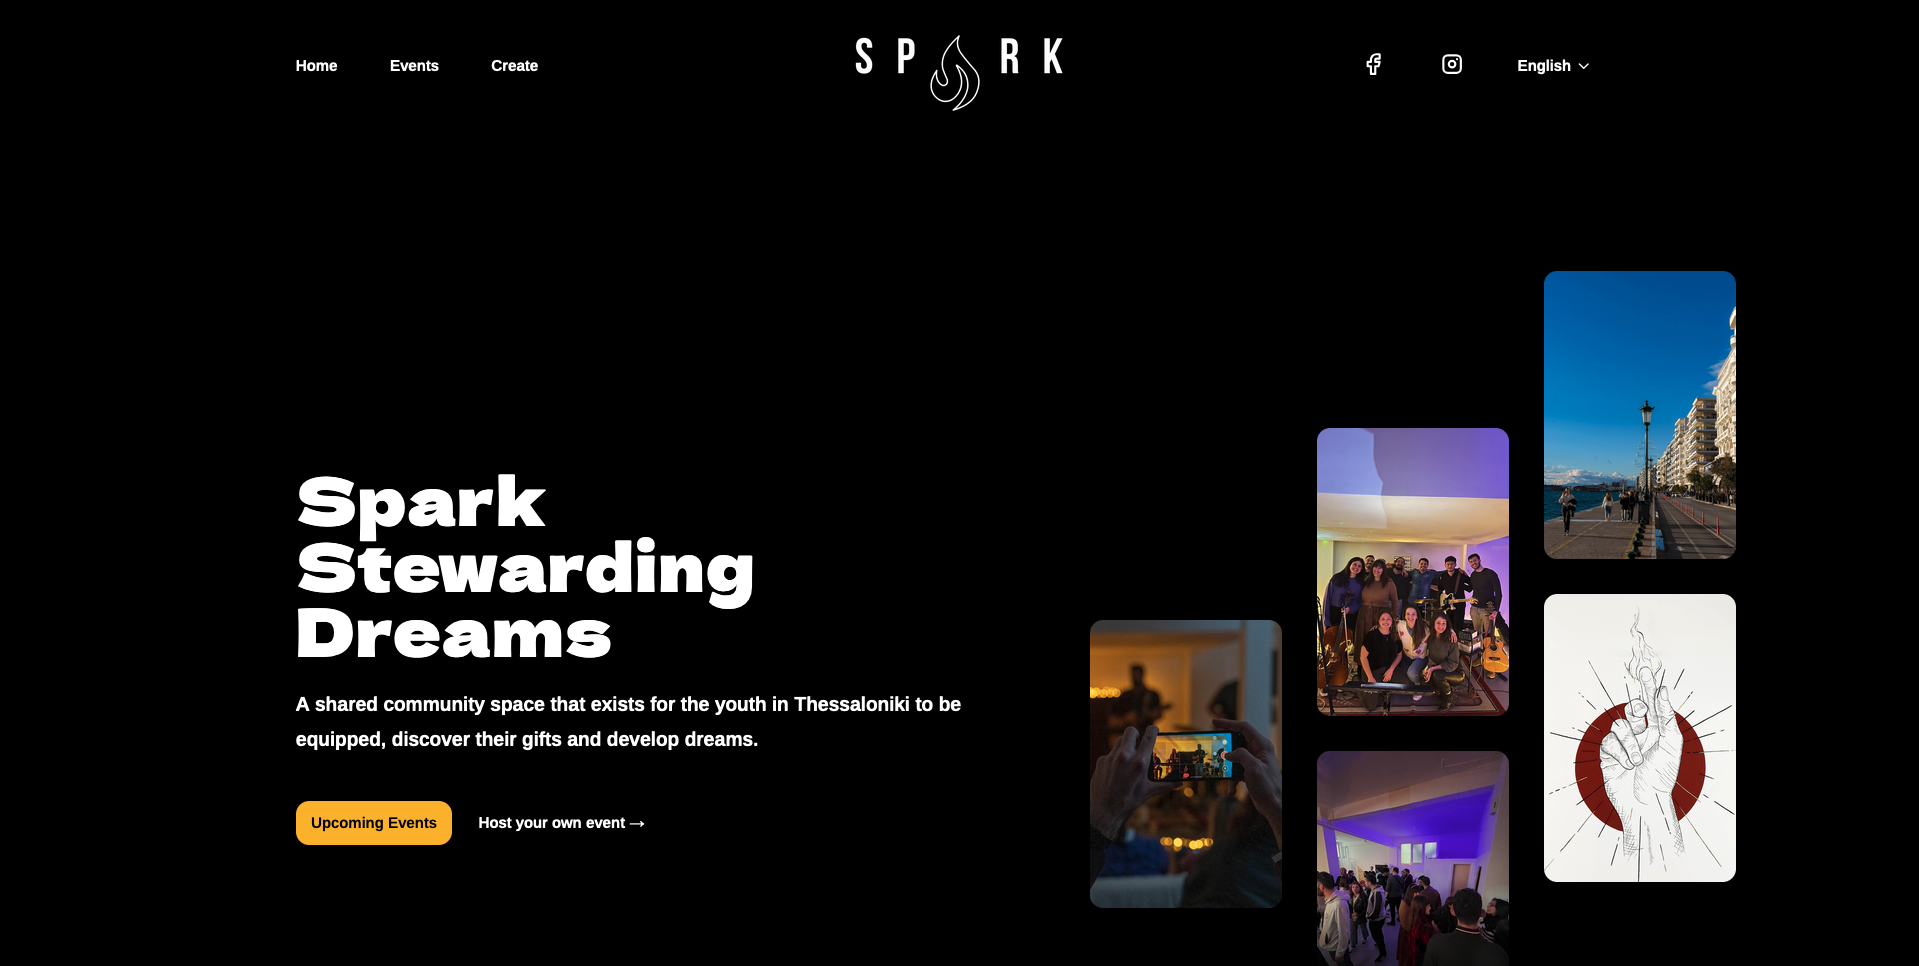 Home Events Create
SPARK
English
Spark
Stewarding
Dreams
A shared community space that exists for the youth in Thessaloniki to be
equipped, discover their gifts and develop dreams.
Upcoming Events
Host your own event →